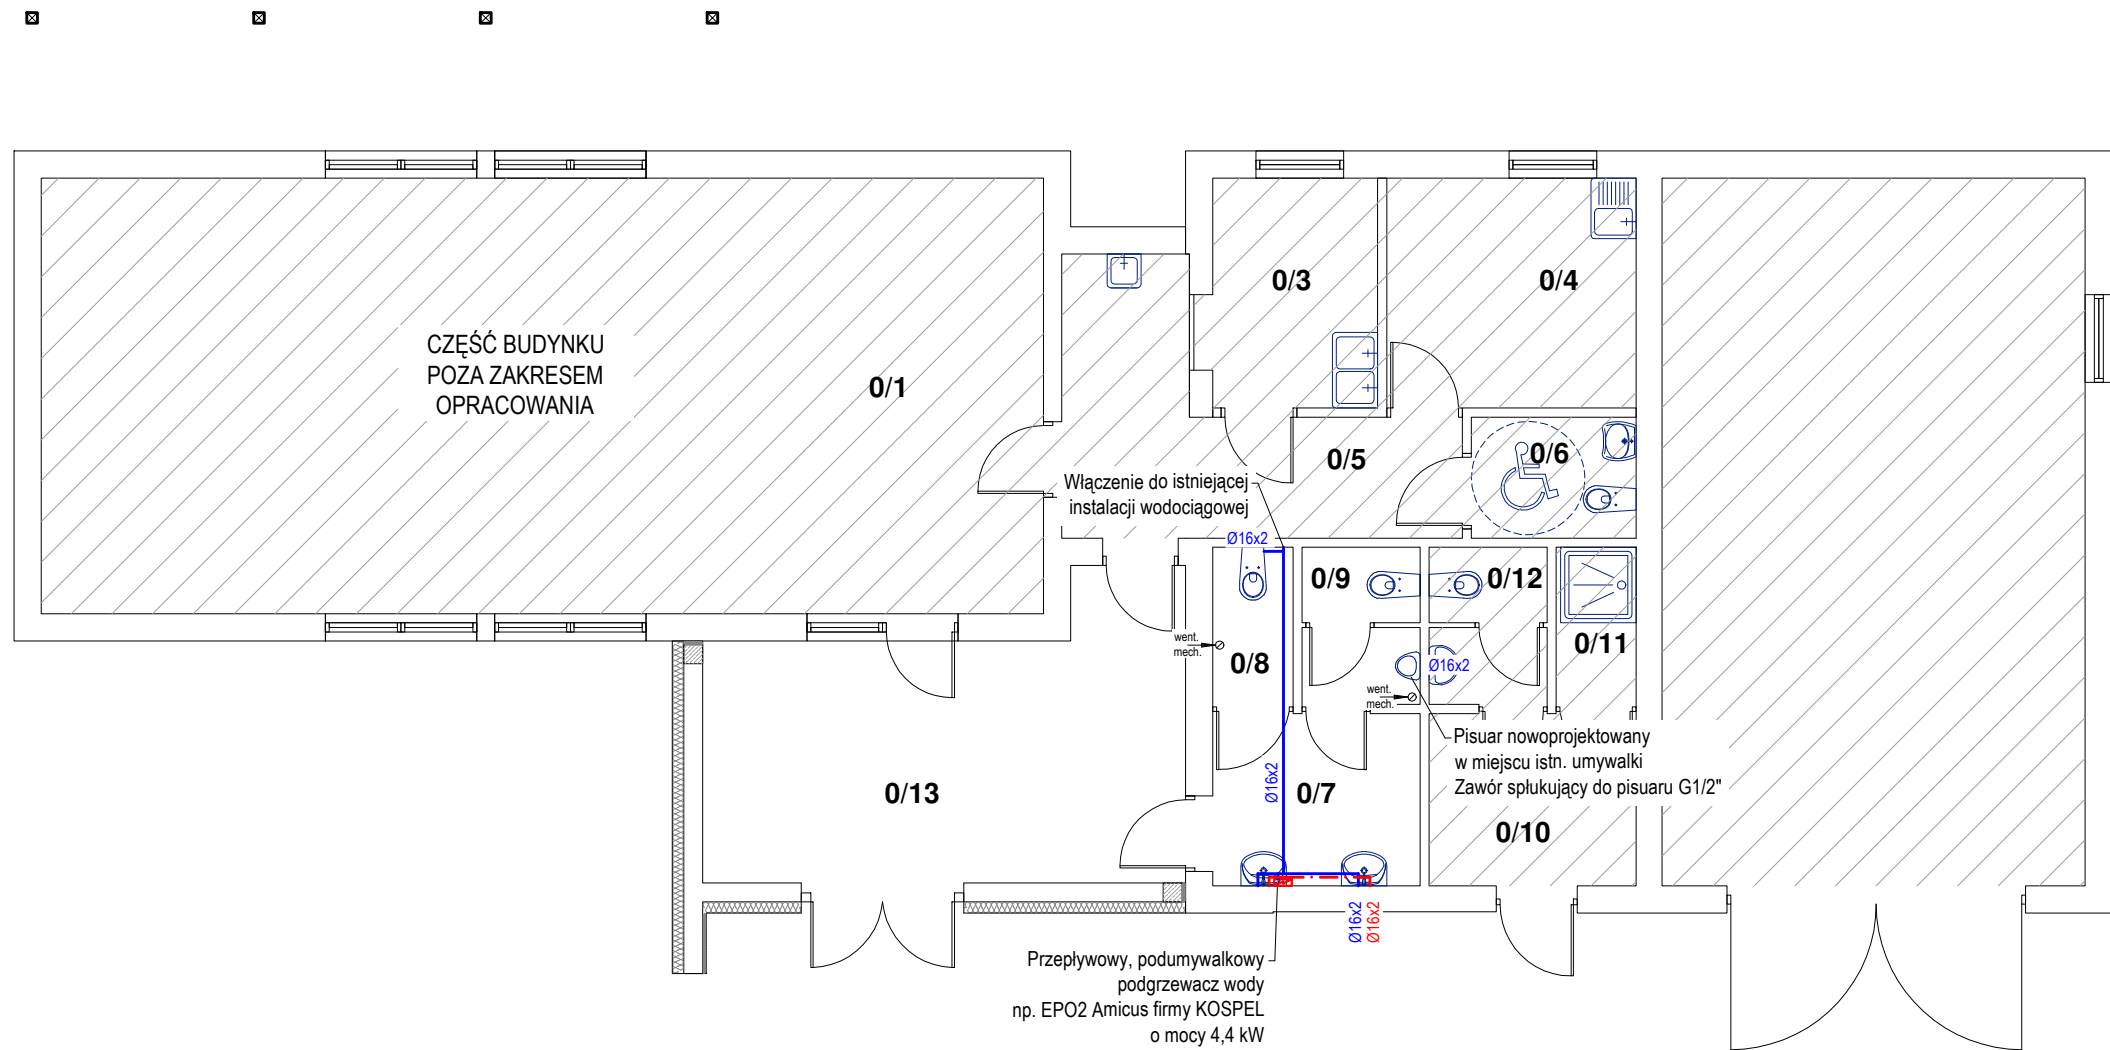 CZĘŚĆ BUDYNKU
POZA ZAKRESEM
OPRACOWANIA
0/1
0/3
0/4
0/5
0/6
Włączenie do istniejącej
instalacji wodociągowej
Ø16x2
0/9
0/12
0/11
went.
mech.
0/8
Ø16x2
went.
mech.
Pisuar nowoprojektowany
w miejscu istn. umywalki
Zawór spłukujący do pisuaru G1/2"
0/13
Ø16x2
0/7
0/10
Ø16x2
Ø16x2
Przepływowy, podumywalkowy
podgrzewacz wody
np. EPO2 Amicus firmy KOSPEL
o mocy 4,4 kW